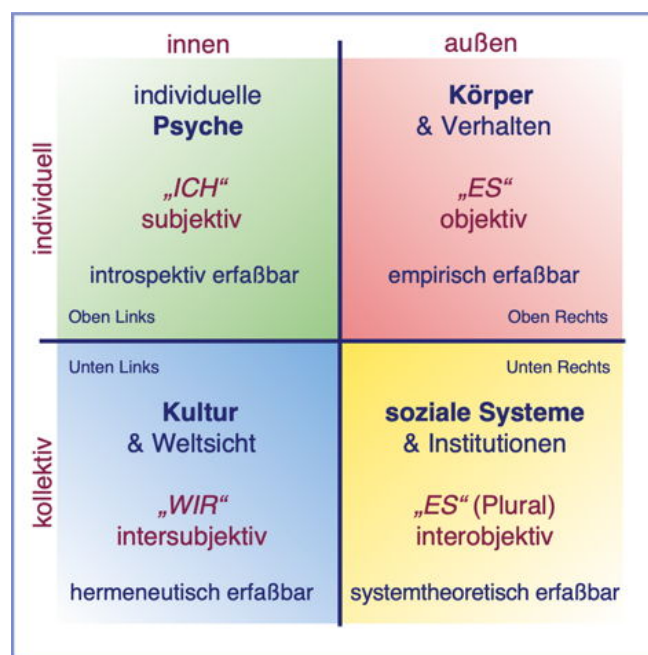 innen
außen
individuell
individuelle
Psyche
„ICH“
subjektiv
introspektiv erfaßbar
Oben Links
Körper
& Verhalten
„ES“
objektiv
empirisch erfaßbar
Oben Rechts
kollektiv
Unten Links
Kultur
& Weltsicht
„WIR“
intersubjektiv
hermeneutisch erfaßbar
Unten Rechts
soziale Systeme
& Institutionen
„ES“ (Plural)
interobjektiv
systemtheoretisch erfaßbar